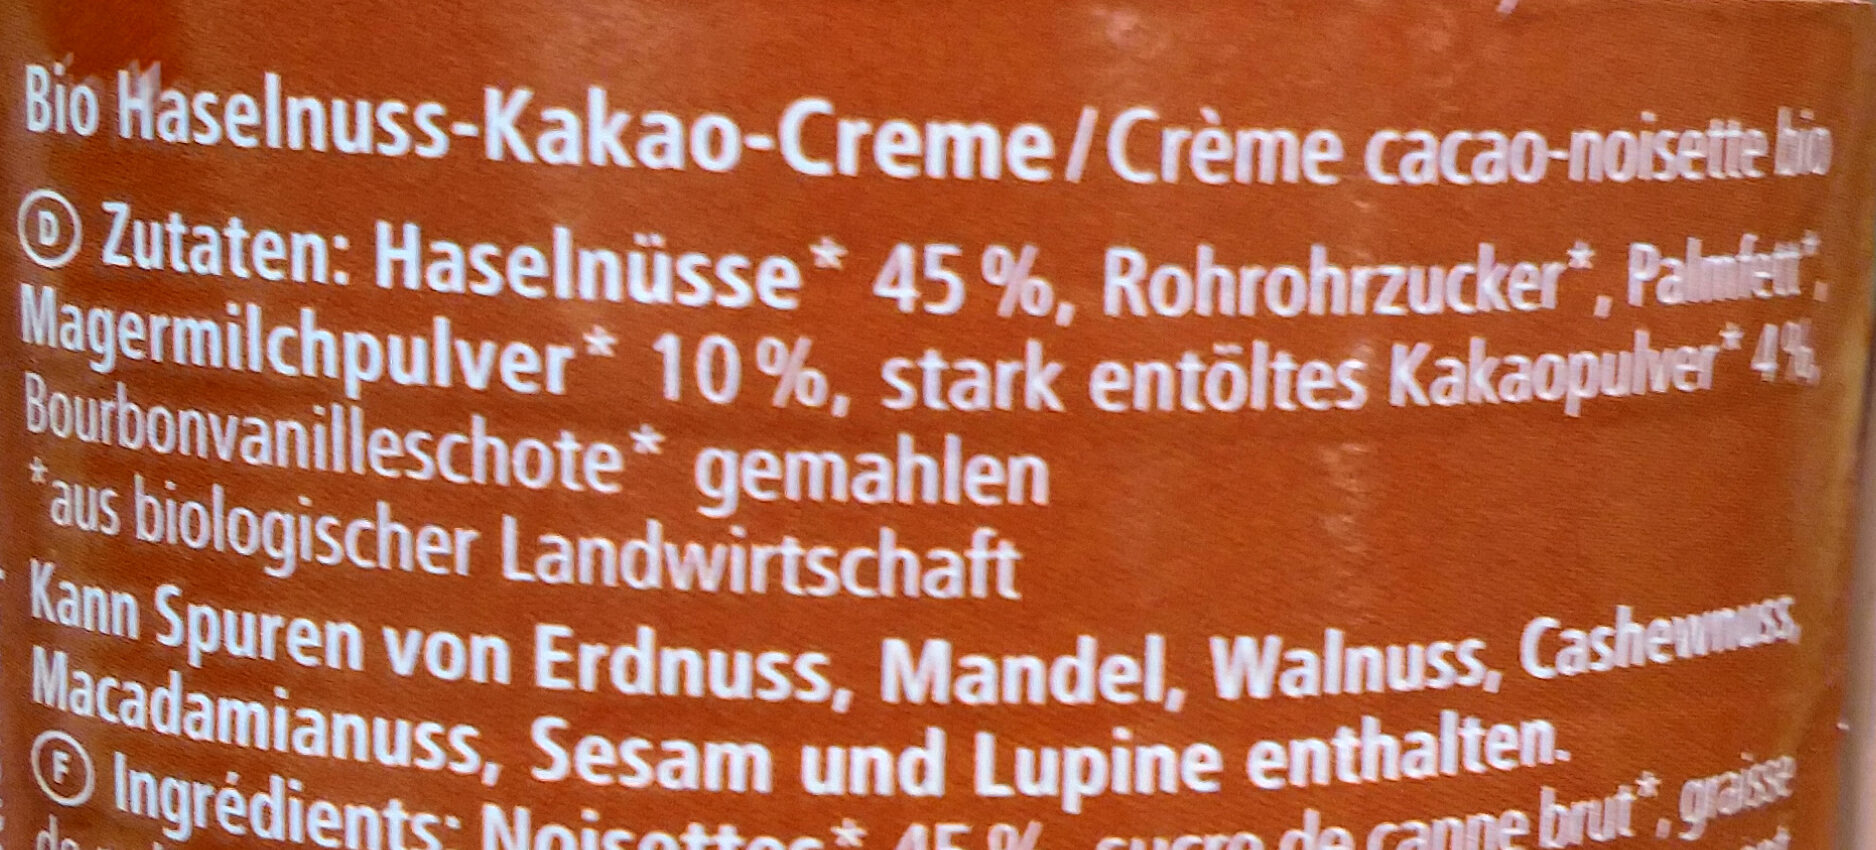 Bio Haselnuss-Kakao-Creme/Crème cacao-noisette bio
D Zutaten: Haselnüsse* 45 %, Rohrohrzucker*, Palmfett*,
Magermilchpulver* 10 %, stark entöltes Kakaopulver* 4%,
Bourbonvanilleschote* gemahlen
*aus biologischer Landwirtschaft
Kann Spuren von Erdnuss, Mandel, Walnuss, Cashewnuss,
Macadamianuss, Sesam und Lupine enthalten.
F Ingrédients: Noisettes* 45 %, sucre de canne brut*, graisse